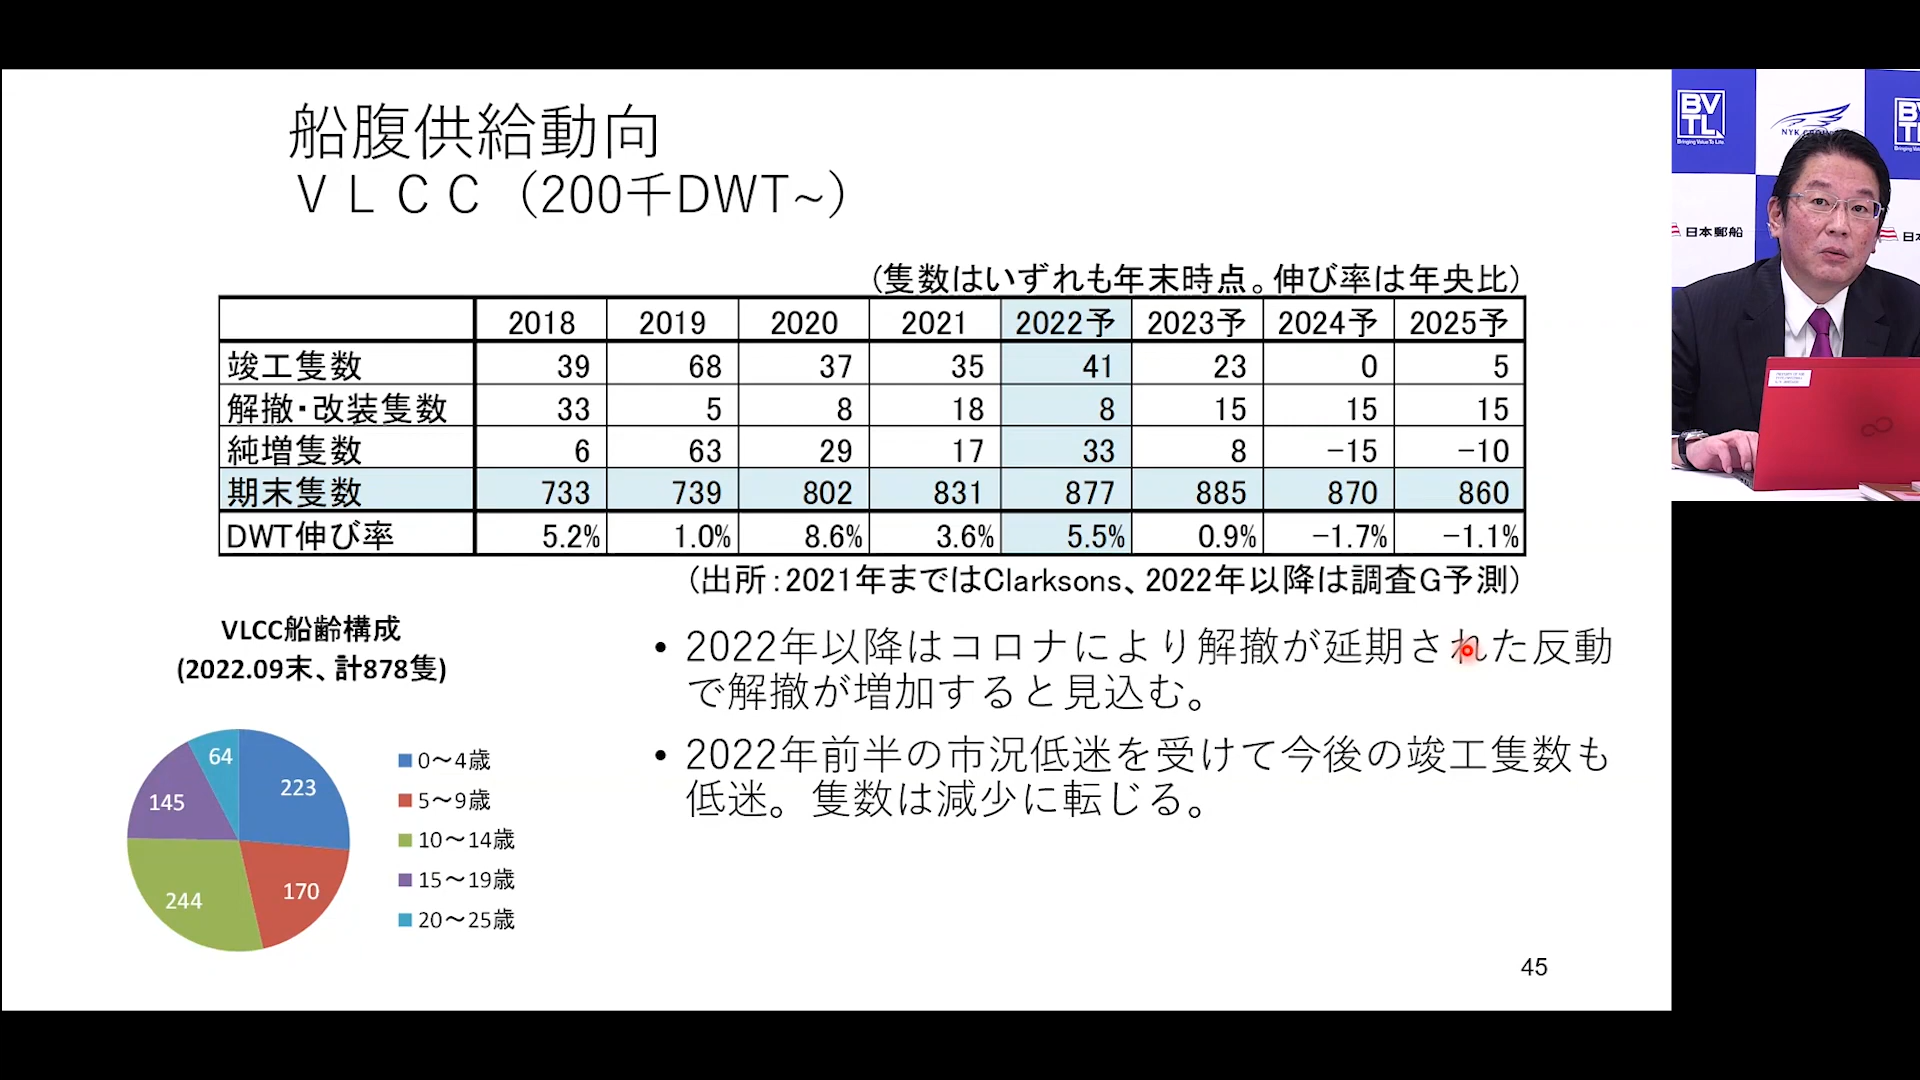 船腹供給動向
ＶＬＣＣ（200千DWT~）
(隻数はいずれも年末時点。伸び率は年央比)
2018 2019 2020 2021 2022予 2023予 2024予 2025予
竣工隻数 39 68 37 35 41 23 0 5
解撤・改装隻数 33 5 8 18 8 15 15 15
純増隻数 6 63 29 17 33 8 -15 -10
期末隻数 733 739 802 831 877 885 870 860
DWT伸び率 5.2% 1.0% 8.6% 3.6% 5.5% 0.9% -1.7% -1.1%
(出所：2021年まではClarksons、2022年以降は調査G予測)
VLCC船齢構成
(2022.09末、計878隻)
223
170
244
145
64
0～4歳
5～9歳
10～14歳
15～19歳
20～25歳
• 2022年以降はコロナにより解撤が延期された反動
で解撤が増加すると見込む。
• 2022年前半の市況低迷を受けて今後の竣工隻数も
低迷。隻数は減少に転じる。
45
BV
TL
Bringing Value To Life.
NYK GROUP
日本郵船